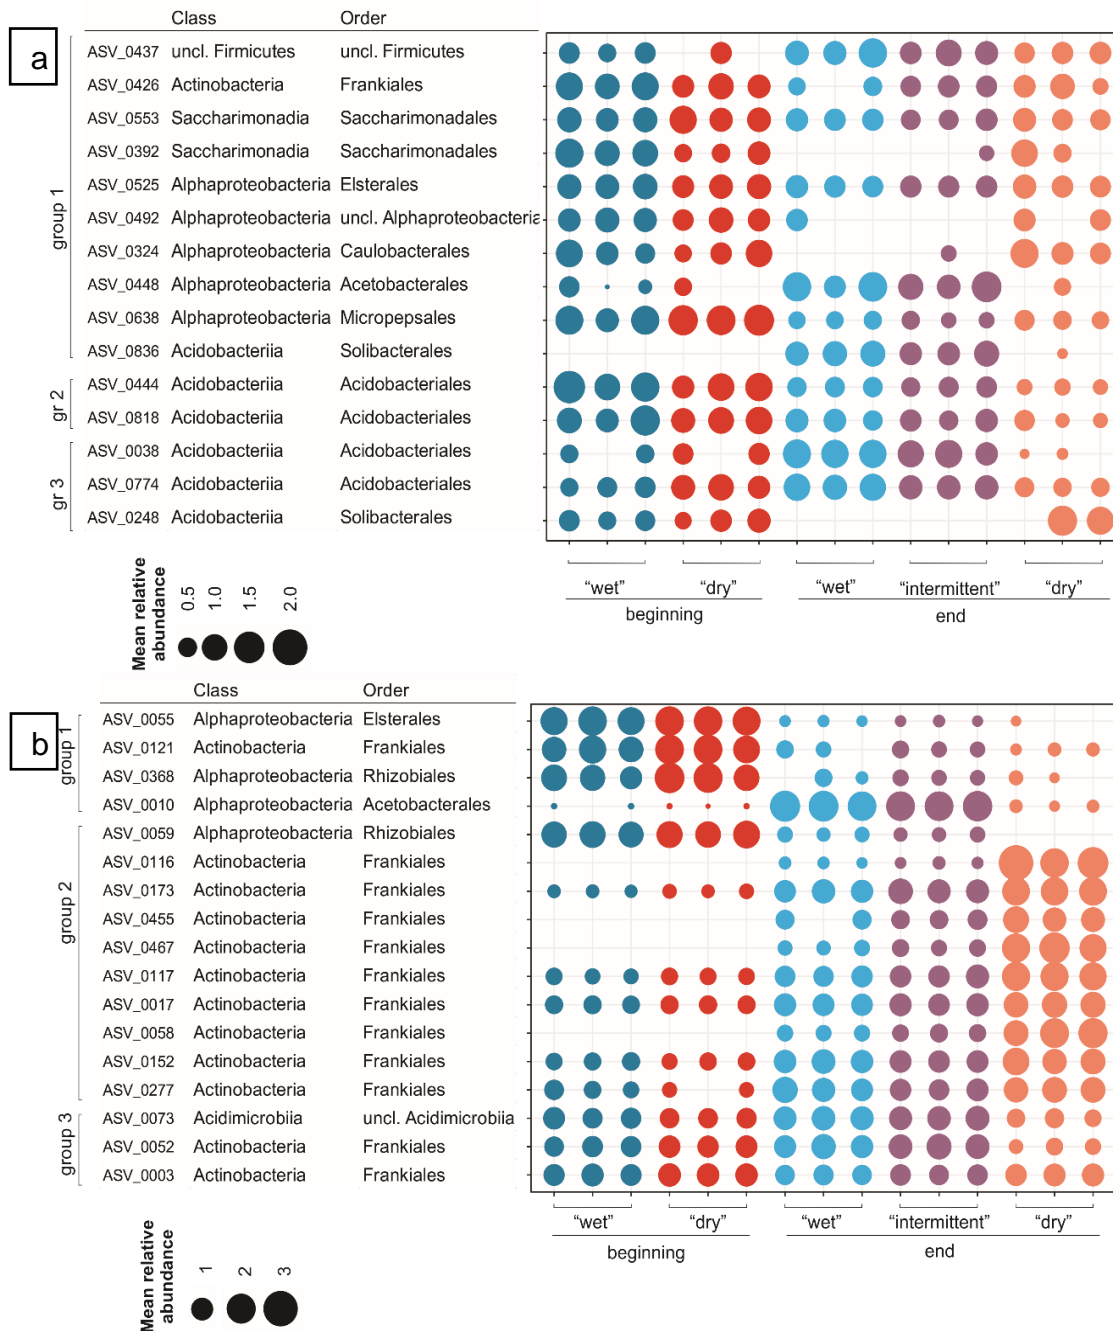 a
Class Order
ASV_0437 uncl. Firmicutes uncl. Firmicutes
ASV_0426 Actinobacteria Frankiales
ASV_0553 Saccharimonadia Saccharimonadales
ASV_0392 Saccharimonadia Saccharimonadales
ASV_0525 Alphaproteobacteria Elsterales
ASV_0492 Alphaproteobacteria uncl. Alphaproteobacteria
ASV_0324 Alphaproteobacteria Caulobacterales
ASV_0448 Alphaproteobacteria Acetobacterales
ASV_0638 Alphaproteobacteria Micropepsales
ASV_0836 Acidobacteriia Solibacterales
ASV_0444 Acidobacteriia Acidobacteriales
ASV_0818 Acidobacteriia Acidobacteriales
ASV_0038 Acidobacteriia Acidobacteriales
ASV_0774 Acidobacteriia Acidobacteriales
ASV_0248 Acidobacteriia Solibacterales
group 1
gr 2
gr 3
“wet” “dry” “wet” “intermittent” “dry”
beginning end
Mean relative
abundance
0.5 1.0 1.5 2.0
b
Class Order
ASV_0055 Alphaproteobacteria Elsterales
ASV_0121 Actinobacteria Frankiales
ASV_0368 Alphaproteobacteria Rhizobiales
ASV_0010 Alphaproteobacteria Acetobacterales
ASV_0059 Alphaproteobacteria Rhizobiales
ASV_0116 Actinobacteria Frankiales
ASV_0173 Actinobacteria Frankiales
ASV_0455 Actinobacteria Frankiales
ASV_0467 Actinobacteria Frankiales
ASV_0117 Actinobacteria Frankiales
ASV_0017 Actinobacteria Frankiales
ASV_0058 Actinobacteria Frankiales
ASV_0152 Actinobacteria Frankiales
ASV_0277 Actinobacteria Frankiales
ASV_0073 Acidimicrobiia uncl. Acidimicrobiia
ASV_0052 Actinobacteria Frankiales
ASV_0003 Actinobacteria Frankiales
group 1
group 2
group 3
“wet” “dry” “wet” “intermittent” “dry”
beginning end
Mean relative
abundance
1 2 3